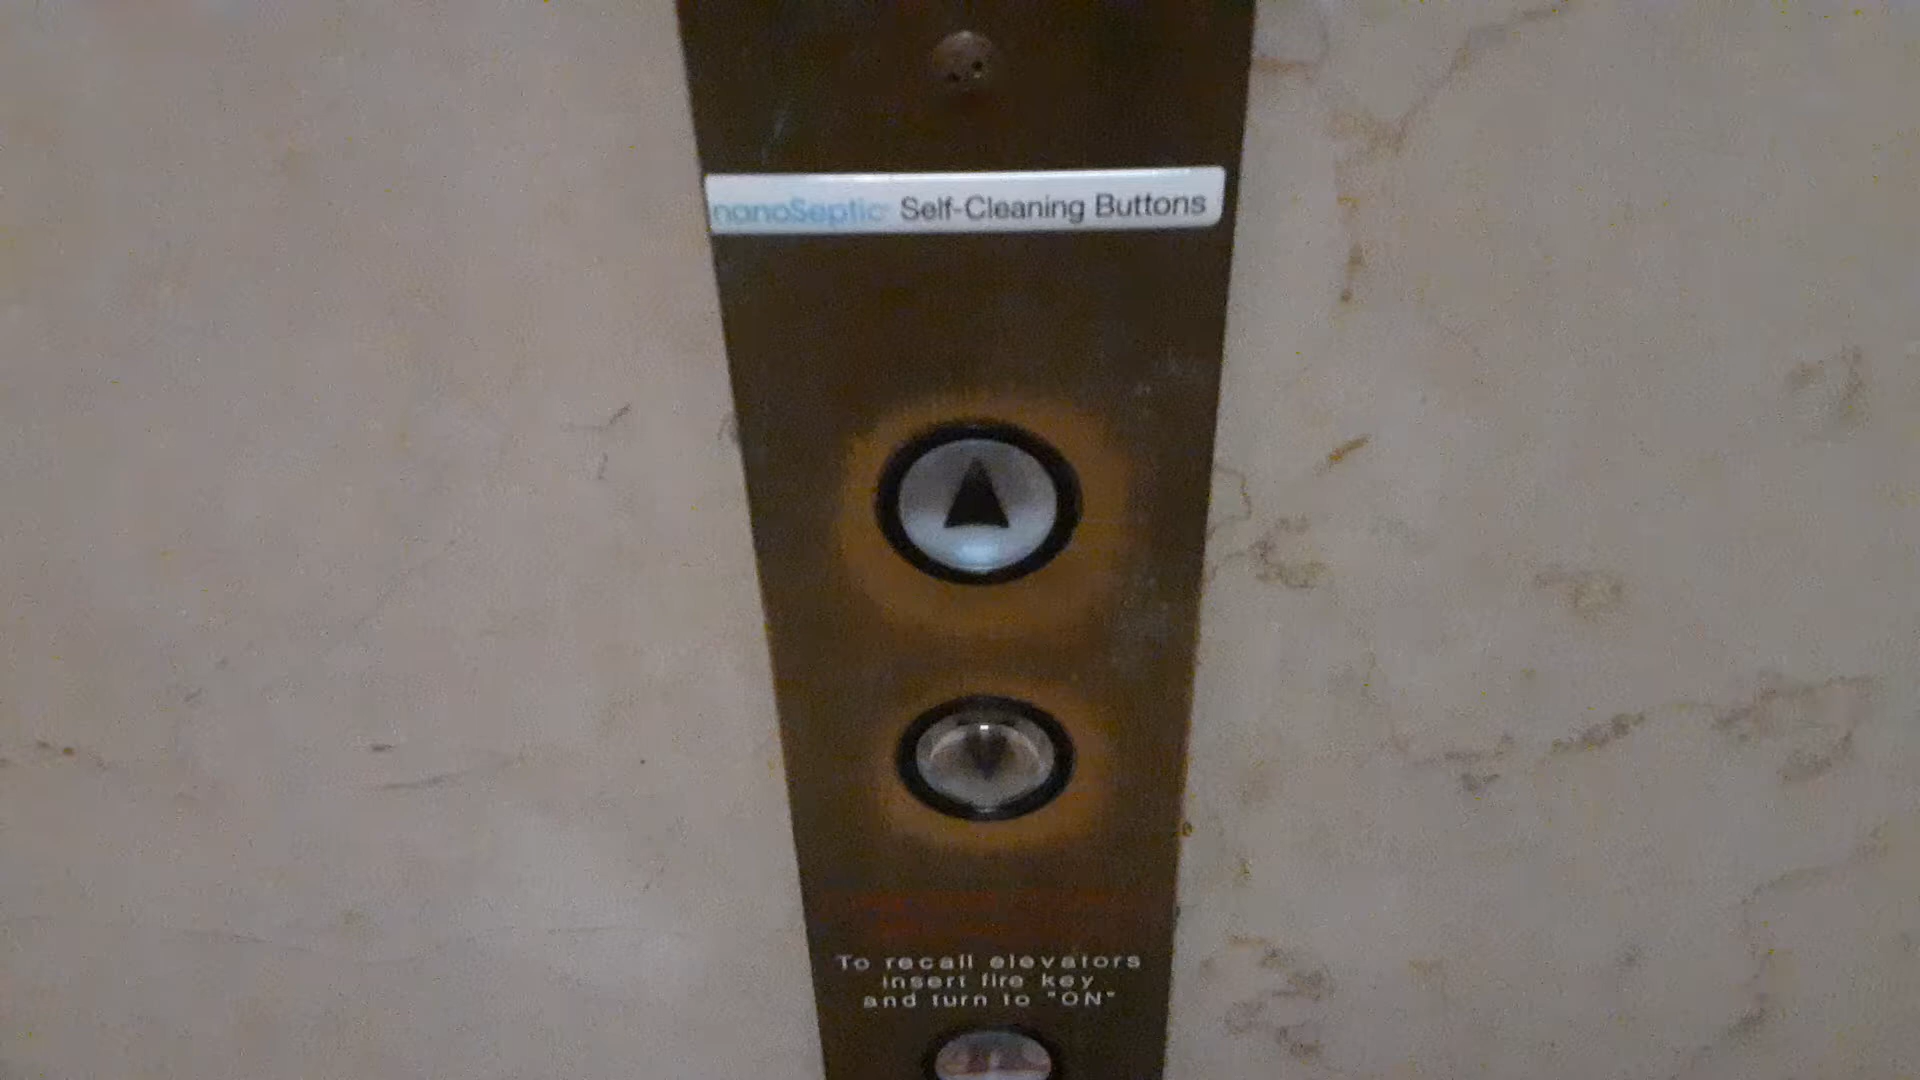 nanoSeptic Self-Cleaning Buttons
To recall elevators
insert fire key
and turn to "ON"